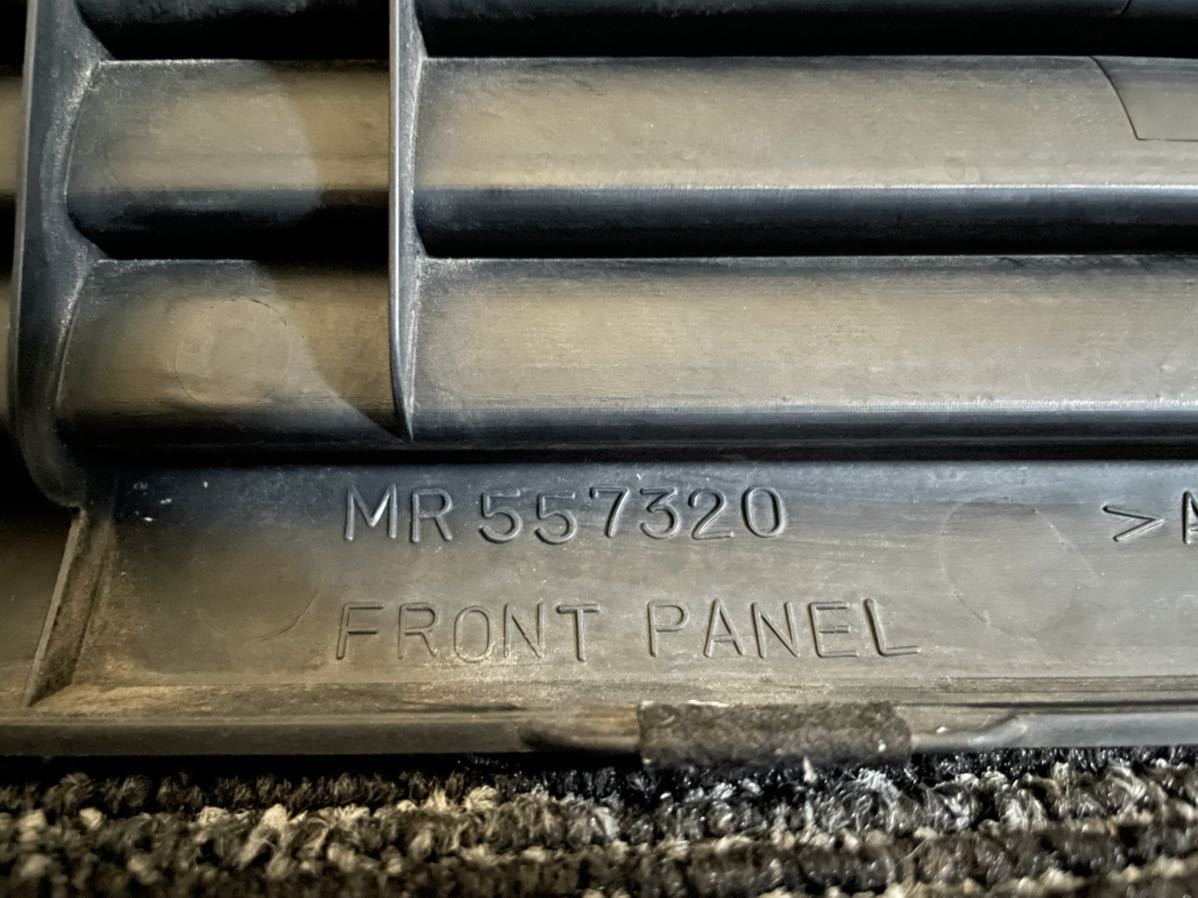 MR557320 >
FRONT PANEL